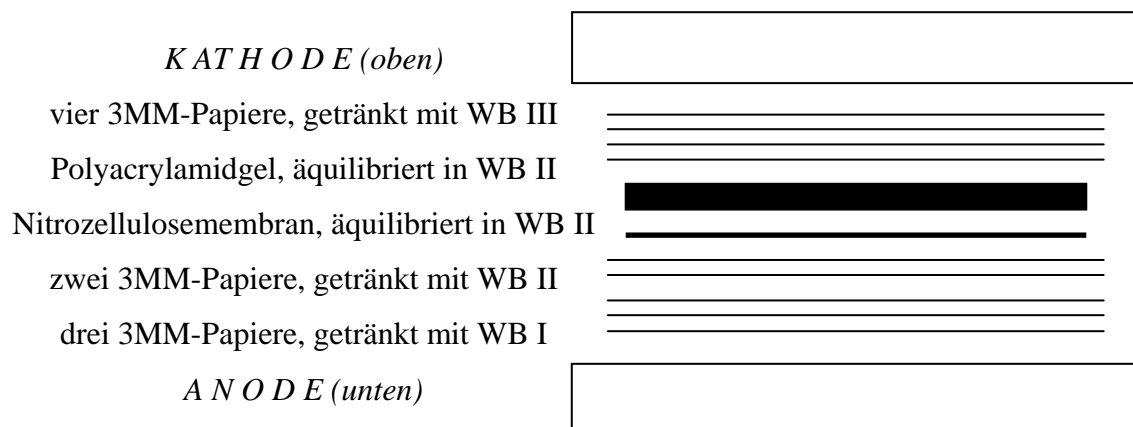 K AT H O D E (oben)
vier 3MM-Papiere, getränkt mit WB III
Polyacrylamidgel, äquilibriert in WB II
Nitrozellulosemembran, äquilibriert in WB II
zwei 3MM-Papiere, getränkt mit WB II
drei 3MM-Papiere, getränkt mit WB I
A N O D E (unten)